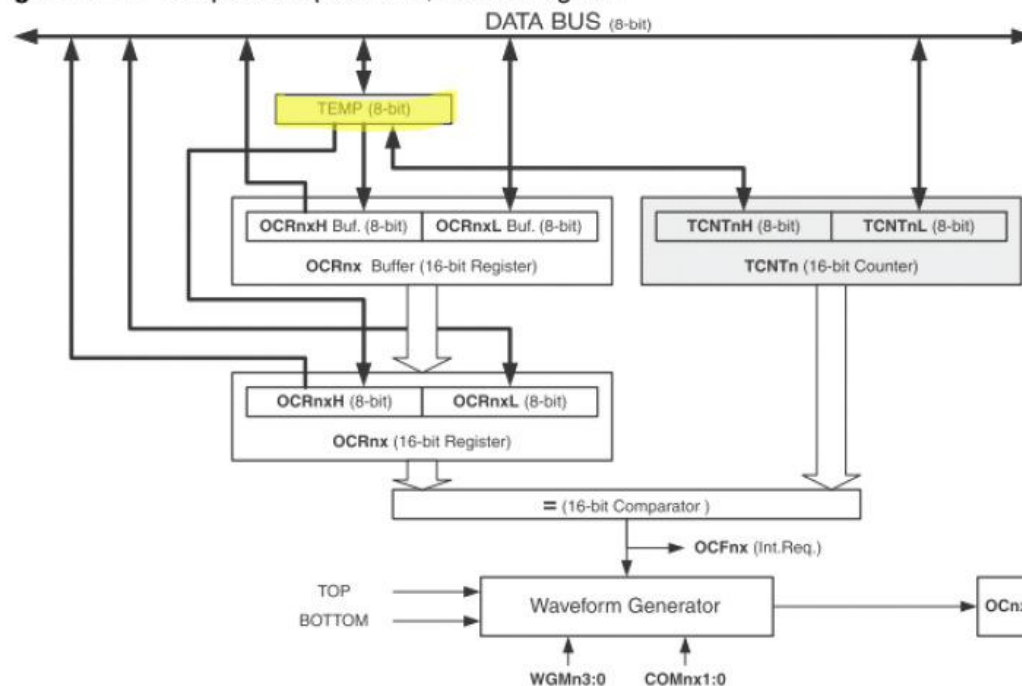 DATA BUS (8-bit)
TEMP (8-bit)
OCRnxH Buf. (8-bit) OCRnxL Buf. (8-bit)
OCRnx Buffer (16-bit Register)
TCNTnH (8-bit) TCNTnL (8-bit)
TCNTn (16-bit Counter)
OCRnxH (8-bit) OCRnxL (8-bit)
OCRnx (16-bit Register)
= (16-bit Comparator )
OCFnx (Int.Req.)
TOP
BOTTOM
Waveform Generator
WGMn3:0 COMnx1:0